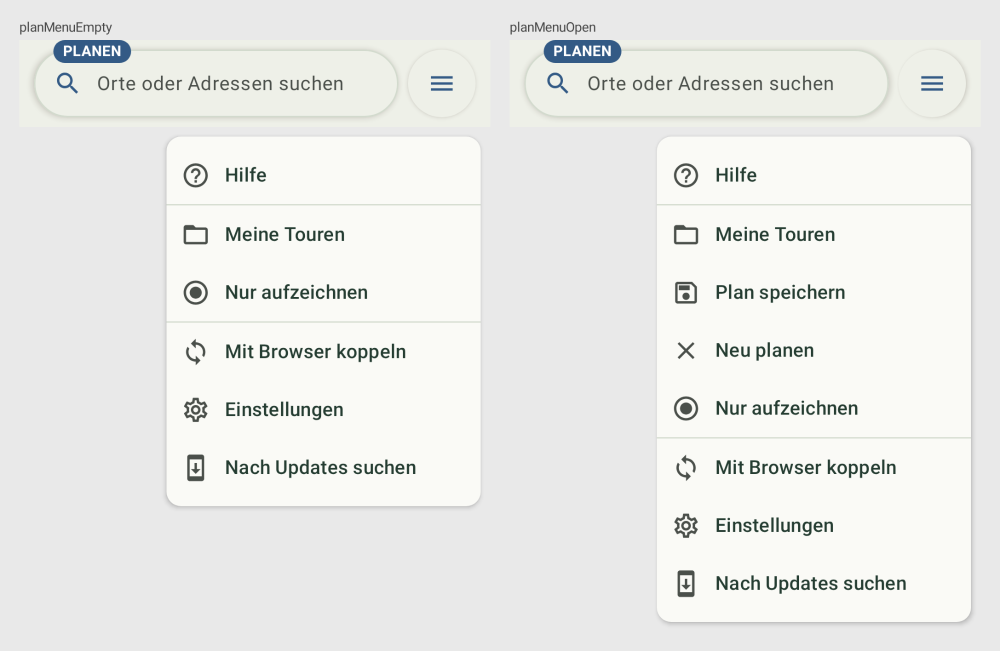 planMenuEmpty
PLANEN
Orte oder Adressen suchen
Hilfe
Meine Touren
Nur aufzeichnen
Mit Browser koppeln
Einstellungen
Nach Updates suchen
planMenuOpen
PLANEN
Orte oder Adressen suchen
Hilfe
Meine Touren
Plan speichern
Neu planen
Nur aufzeichnen
Mit Browser koppeln
Einstellungen
Nach Updates suchen